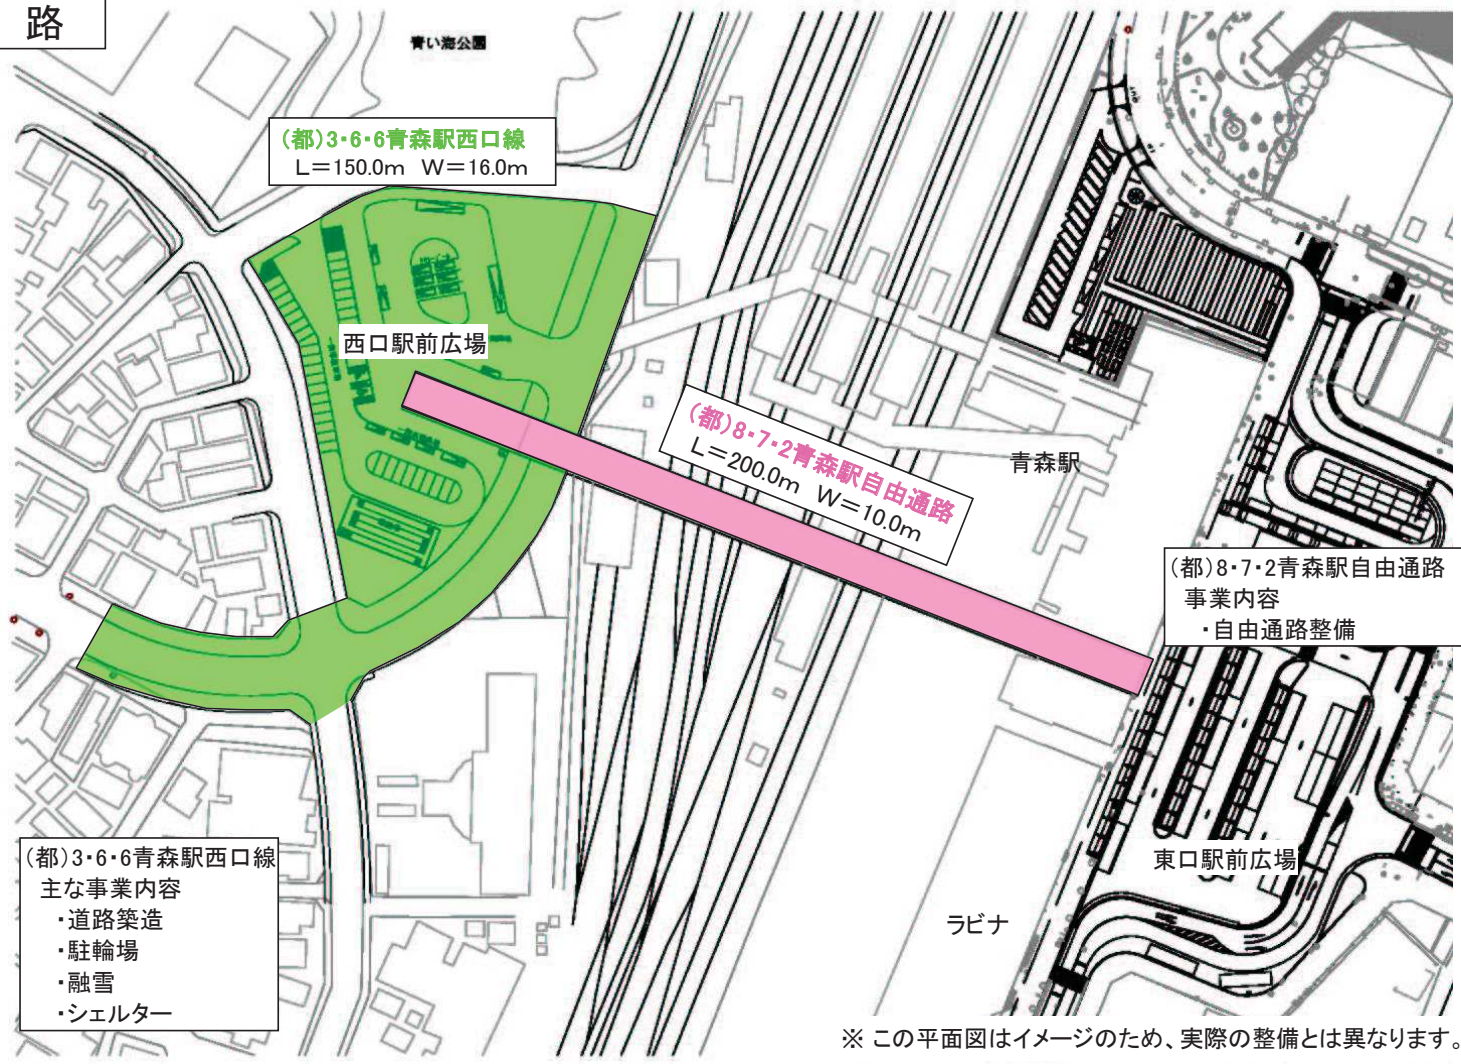 路
青い海公園
(都)3・6・6青森駅西口線
L=150.0m W=16.0m
西口駅前広場
(都)8・7・2青森駅自由通路
L=200.0m W=10.0m
青森駅
(都)8・7・2青森駅自由通路
事業内容
・自由通路整備
東口駅前広場
(都)3・6・6青森駅西口線
主な事業内容
・道路築造
・駐輪場
・融雪
・シェルター
ラビナ
※ この平面図はイメージのため、実際の整備とは異なります。